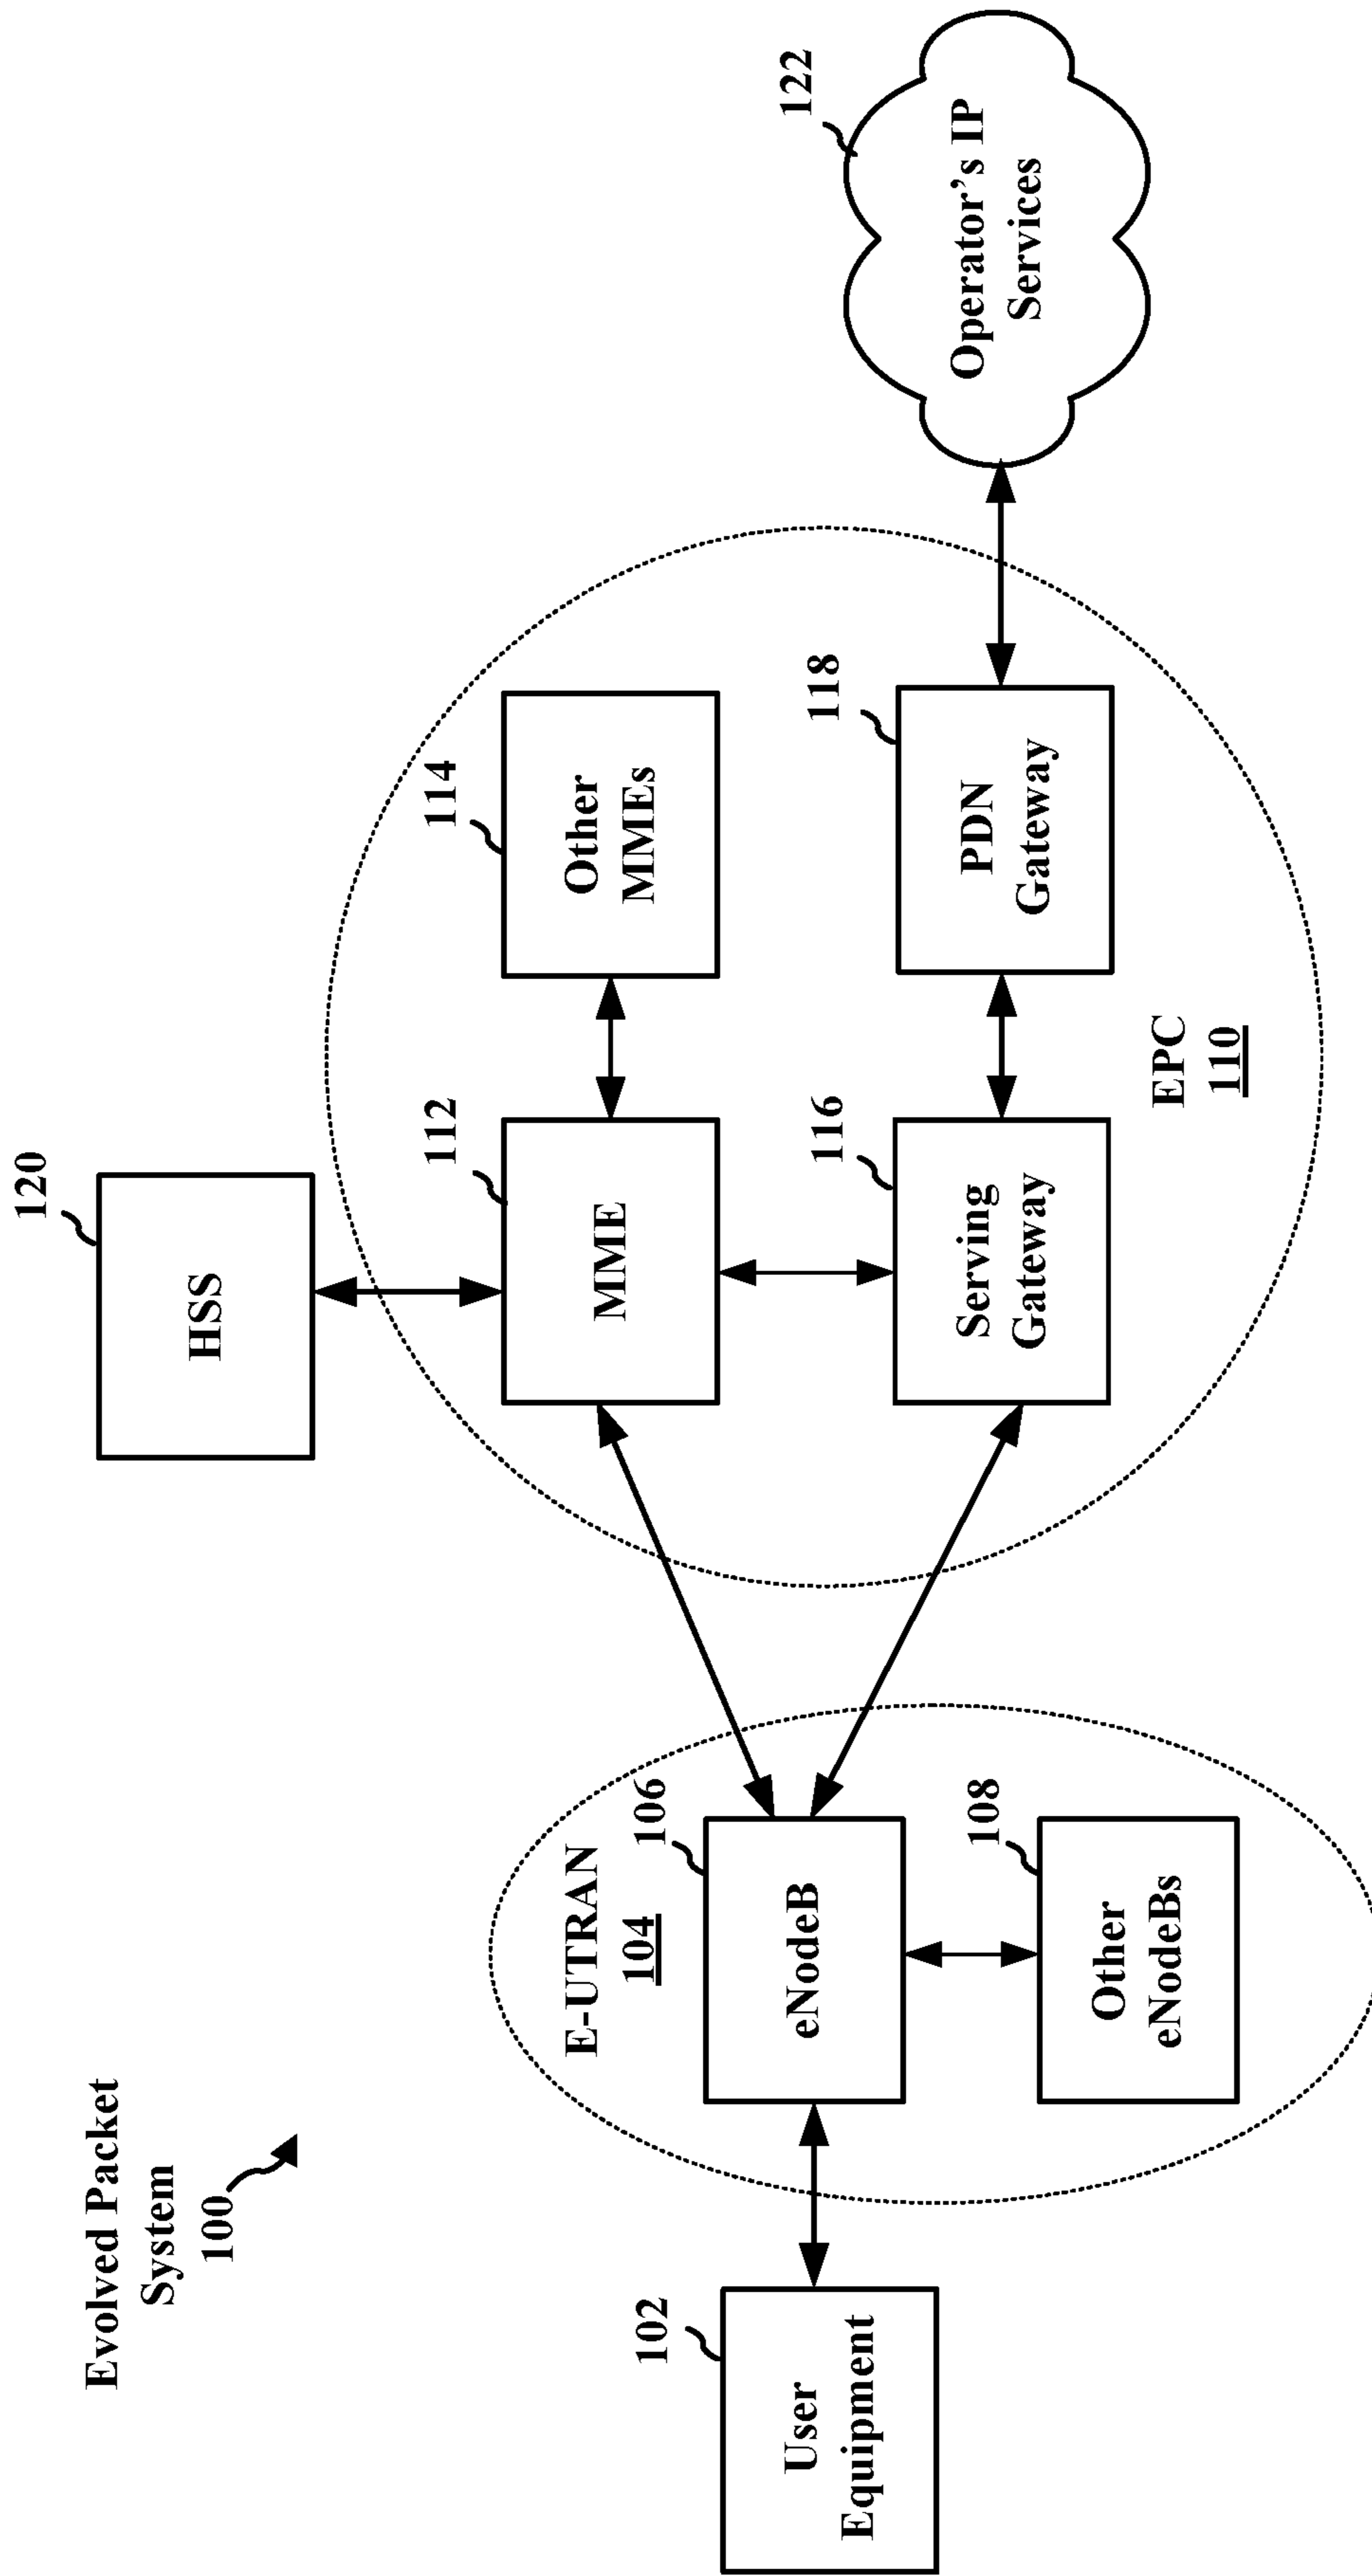 Evolved Packet
System
100
102
User
Equipment
E-UTRAN
104
106
eNodeB
108
Other
eNodeBs
120
HSS
112
MME
114
Other
MMEs
116
Serving
Gateway
118
PDN
Gateway
EPC
110
122
Operator's IP
Services